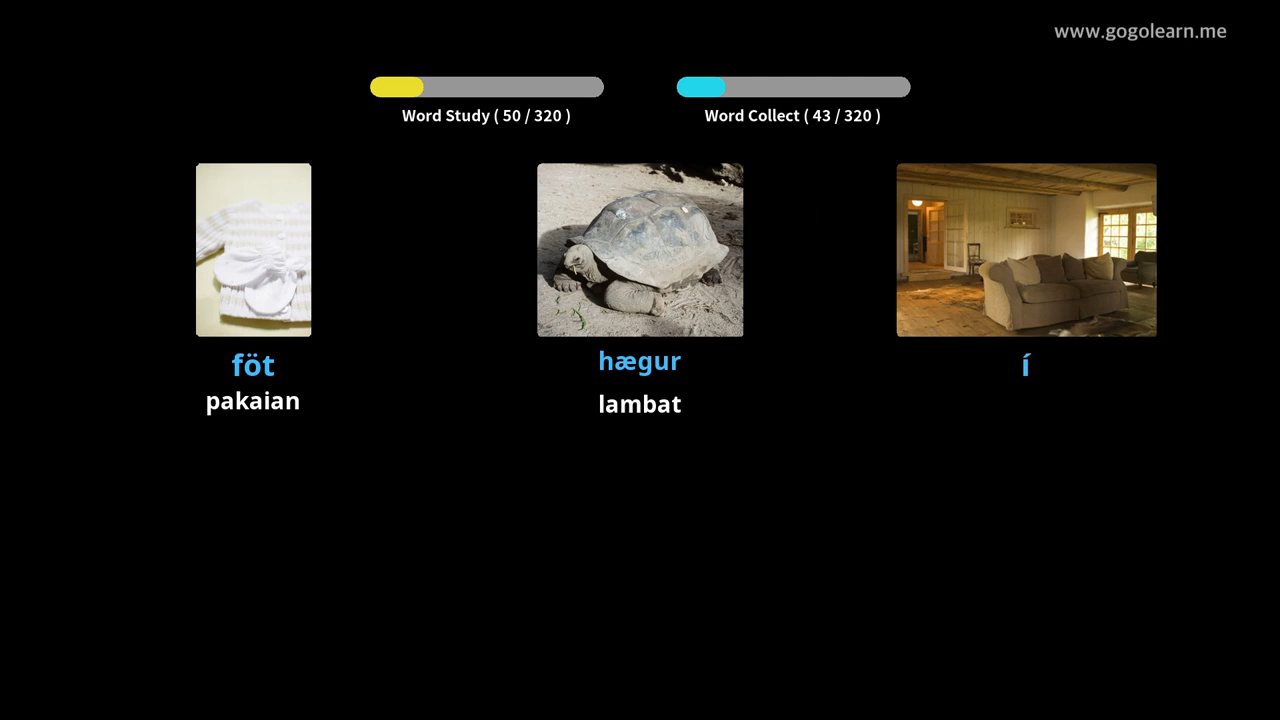 www.gogolearn.me
Word Study ( 50 / 320 )
Word Collect ( 43 / 320 )
föt
pakaian
hægur
lambat
í